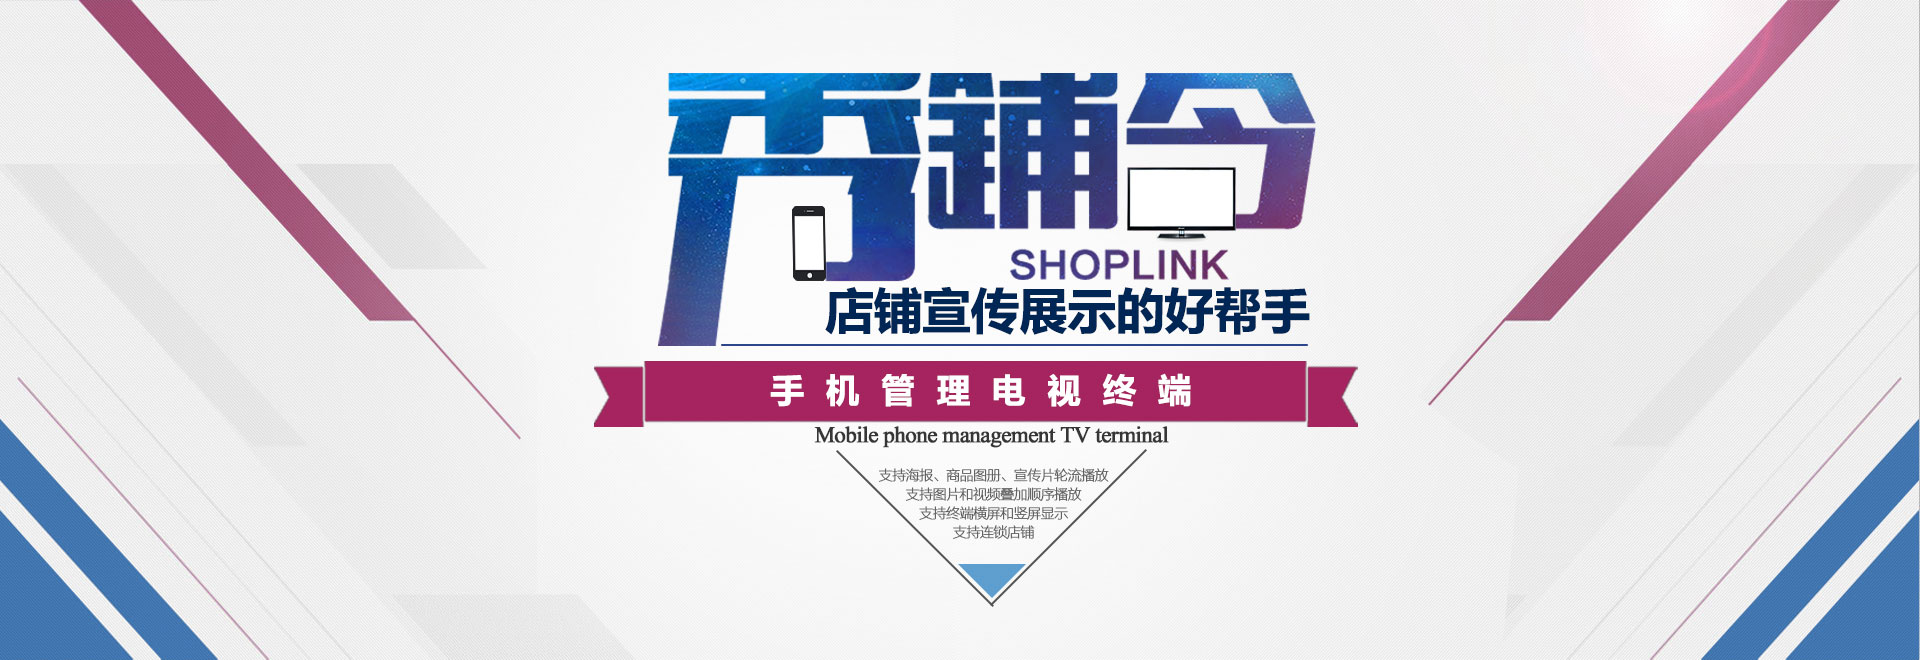 秀鋪令
SHOPLINK
店铺宣传展示的好帮手
手机管理电视终端
Mobile phone management TV terminal
支持海报、商品图册、宣传片轮流播放
支持图片和视频叠加顺序播放
支持终端横屏和竖屏显示
支持连锁店铺